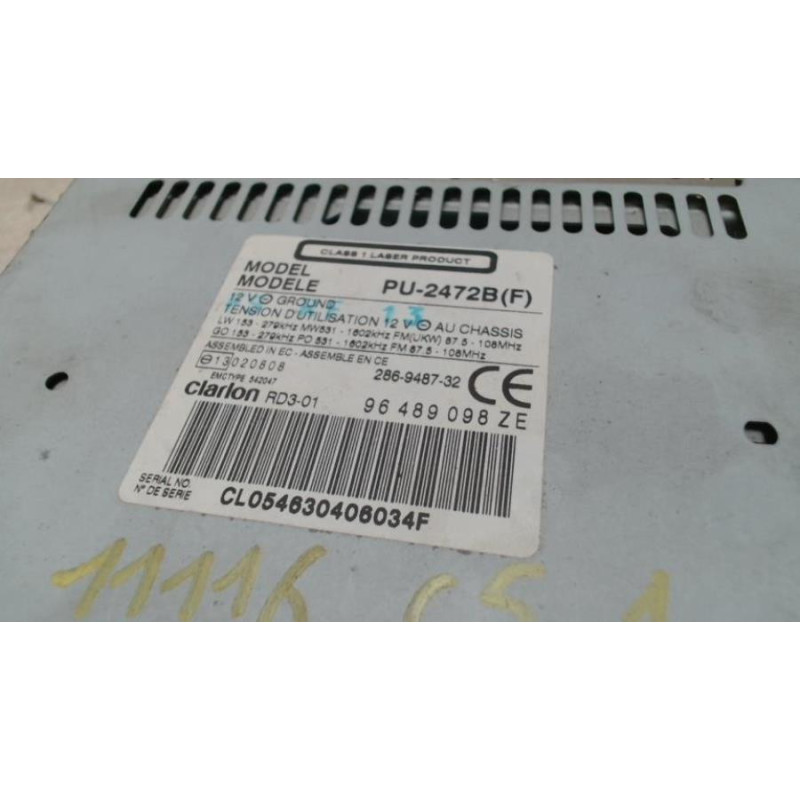 CLASS 1 LASER PRODUCT
MODEL
MODELE PU-2472B(F)
12 V ⊖ GROUND
TENSION D'UTILISATION 12 V ⊖ AU CHASSIS
LW 153 - 279kHz MW531 - 1602kHz FM(UKW) 87.5 - 108MHz
GO 153 - 279kHz PO 531 - 1602kHz FM 87.5 - 108MHz
ASSEMBLED IN EC - ASSEMBLE EN CE
e13 020808 286-9487-32 CE
EMCTYPE 542047
Clarion RD3-01 96 489 098 ZE
SERIAL NO.
N° DE SERIE CL054630406034F
11116 C5 1